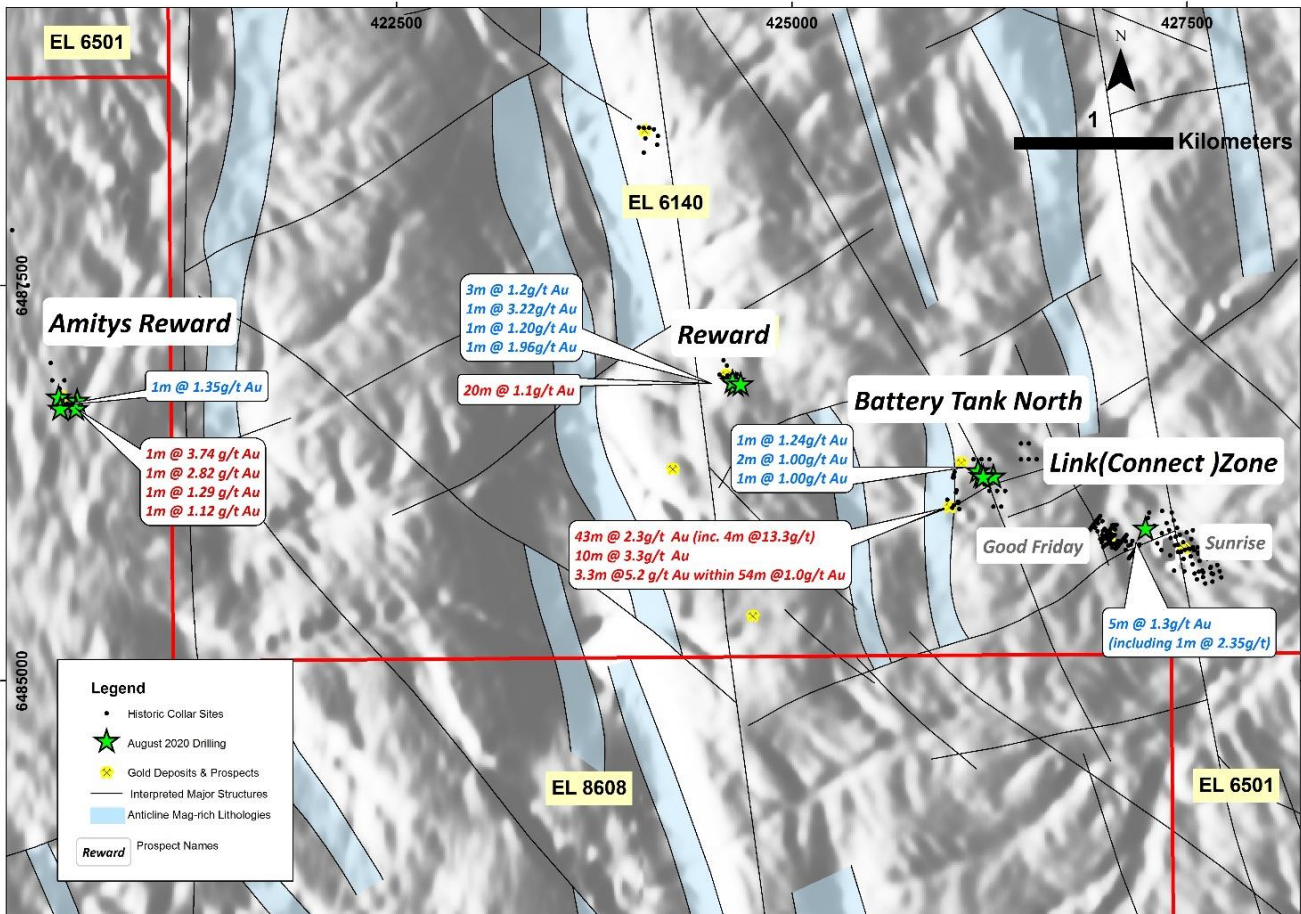 422500
425000
427500
EL 6501
N
1
Kilometers
EL 6140
6487500
Amitys Reward
3m @ 1.2g/t Au
1m @ 3.22g/t Au
1m @ 1.20g/t Au
1m @ 1.96g/t Au
Reward
20m @ 1.1g/t Au
1m @ 1.35g/t Au
Battery Tank North
1m @ 3.74 g/t Au
1m @ 2.82 g/t Au
1m @ 1.29 g/t Au
1m @ 1.12 g/t Au
1m @ 1.24g/t Au
2m @ 1.00g/t Au
1m @ 1.00g/t Au
Link(Connect )Zone
43m @ 2.3g/t Au (inc. 4m @13.3g/t)
10m @ 3.3g/t Au
3.3m @5.2 g/t Au within 54m @1.0g/t Au
Good Friday
Sunrise
5m @ 1.3g/t Au
(including 1m @ 2.35g/t)
6485000
Legend
Historic Collar Sites
August 2020 Drilling
Gold Deposits & Prospects
Interpreted Major Structures
Anticline Mag-rich Lithologies
Reward Prospect Names
EL 8608
EL 6501